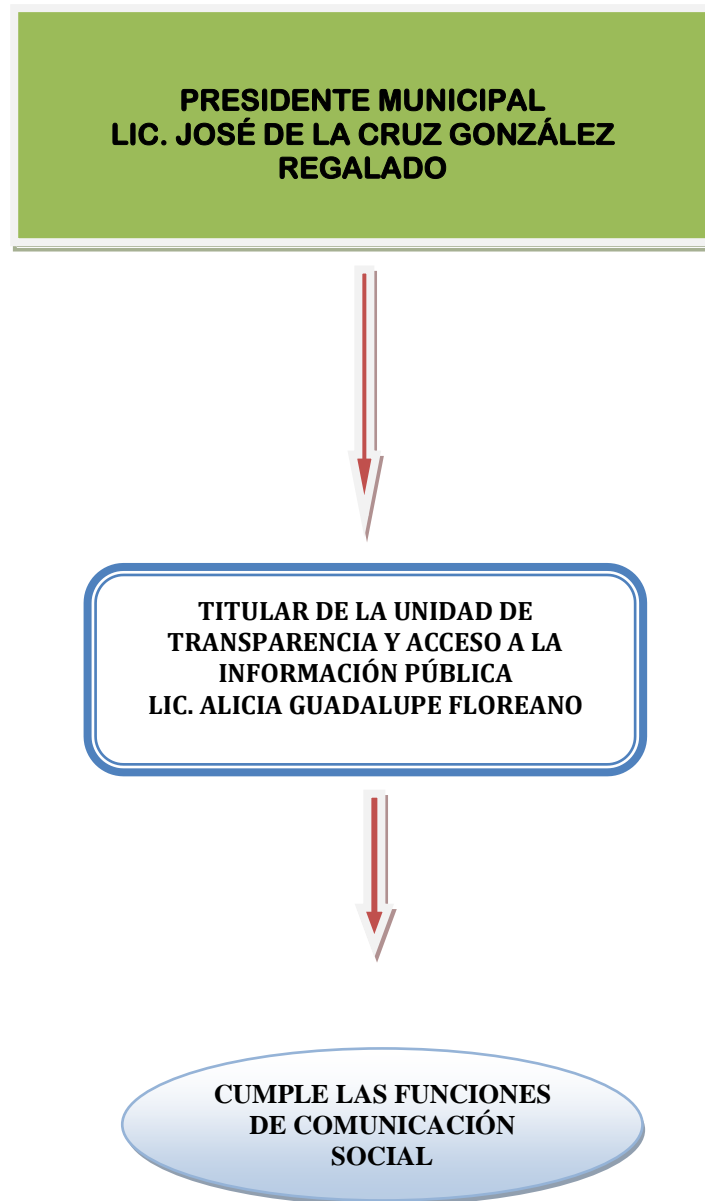 PRESIDENTE MUNICIPAL
LIC. JOSÉ DE LA CRUZ GONZÁLEZ
REGALADO
TITULAR DE LA UNIDAD DE
TRANSPARENCIA Y ACCESO A LA
INFORMACIÓN PÚBLICA
LIC. ALICIA GUADALUPE FLOREANO
CUMPLE LAS FUNCIONES
DE COMUNICACIÓN
SOCIAL